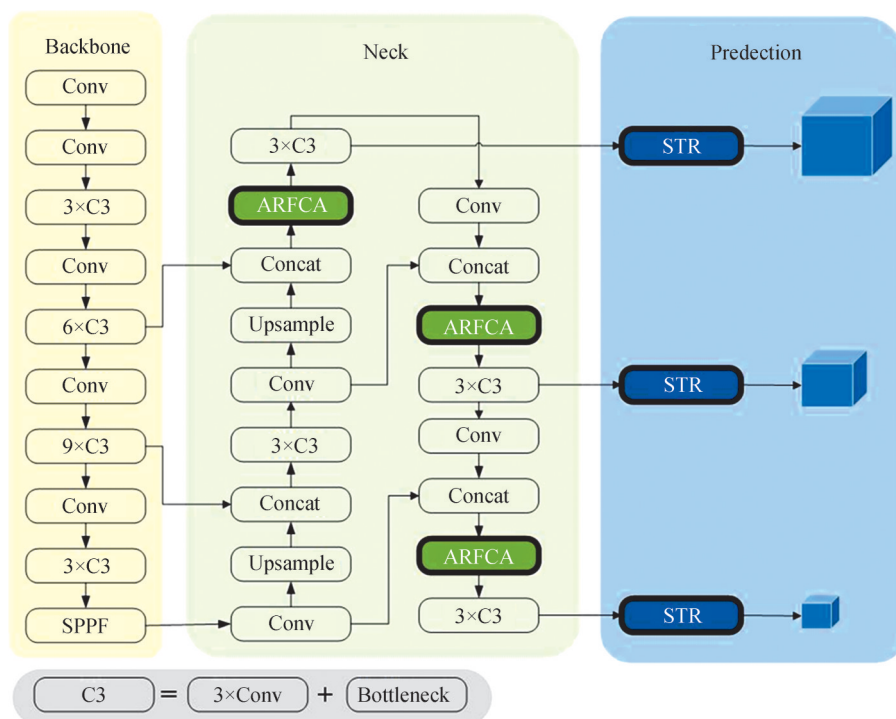 Backbone
Conv
Conv
3×C3
Conv
6×C3
Conv
9×C3
Conv
3×C3
SPPF
Neck
3×C3
ARFCA
Concat
Upsample
Conv
3×C3
Concat
Upsample
Conv
Conv
Concat
ARFCA
3×C3
Conv
Concat
ARFCA
3×C3
Predection
STR
STR
STR
C3 = 3×Conv + Bottleneck